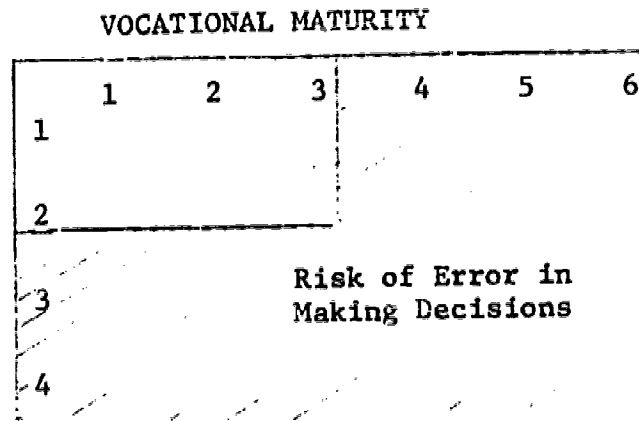 VOCATIONAL MATURITY
1 2 3 4 5 6
1
2
Risk of Error in
3
Making Decisions
4